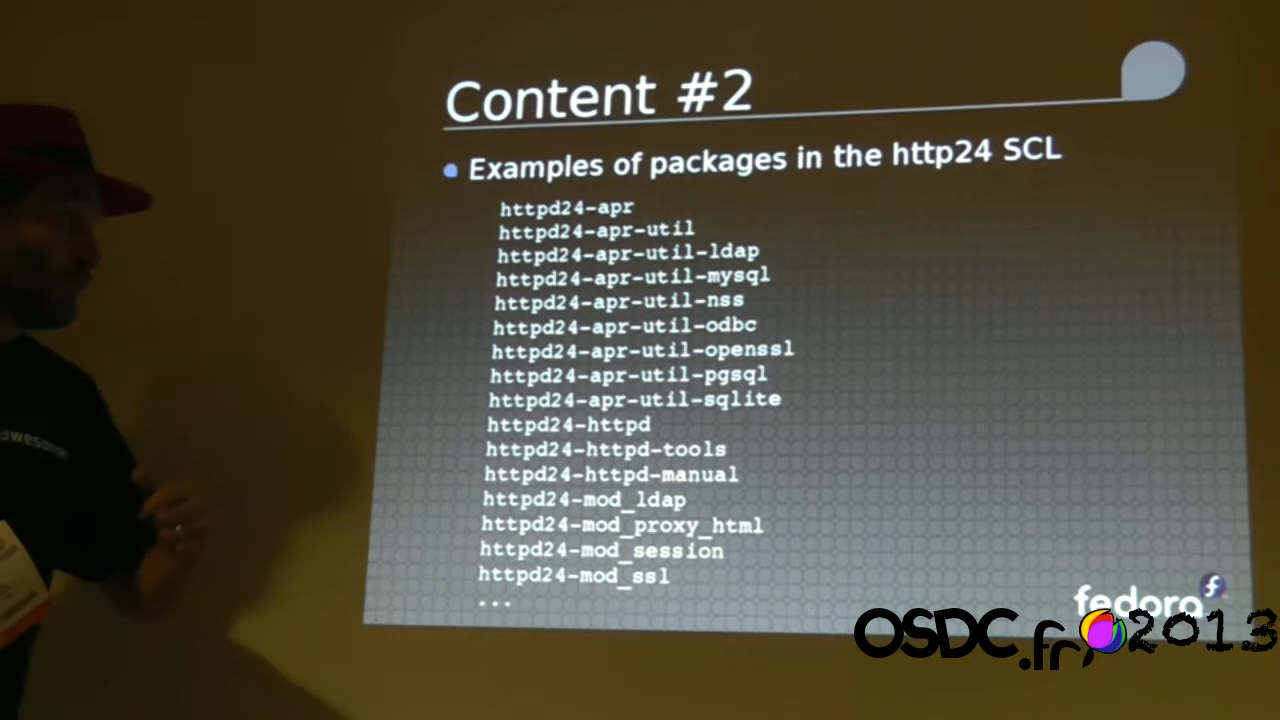 Content #2
Examples of packages in the http24 SCL
httpd24-apr
httpd24-apr-util
httpd24-apr-util-ldap
httpd24-apr-util-mysql
httpd24-apr-util-nss
httpd24-apr-util-odbc
httpd24-apr-util-openssl
httpd24-apr-util-pgsql
httpd24-apr-util-sqlite
httpd24-httpd
httpd24-httpd-tools
httpd24-httpd-manual
httpd24-mod_ldap
httpd24-mod_proxy_html
httpd24-mod_session
httpd24-mod_ssl
...
fedora
OSDC.fr 2013